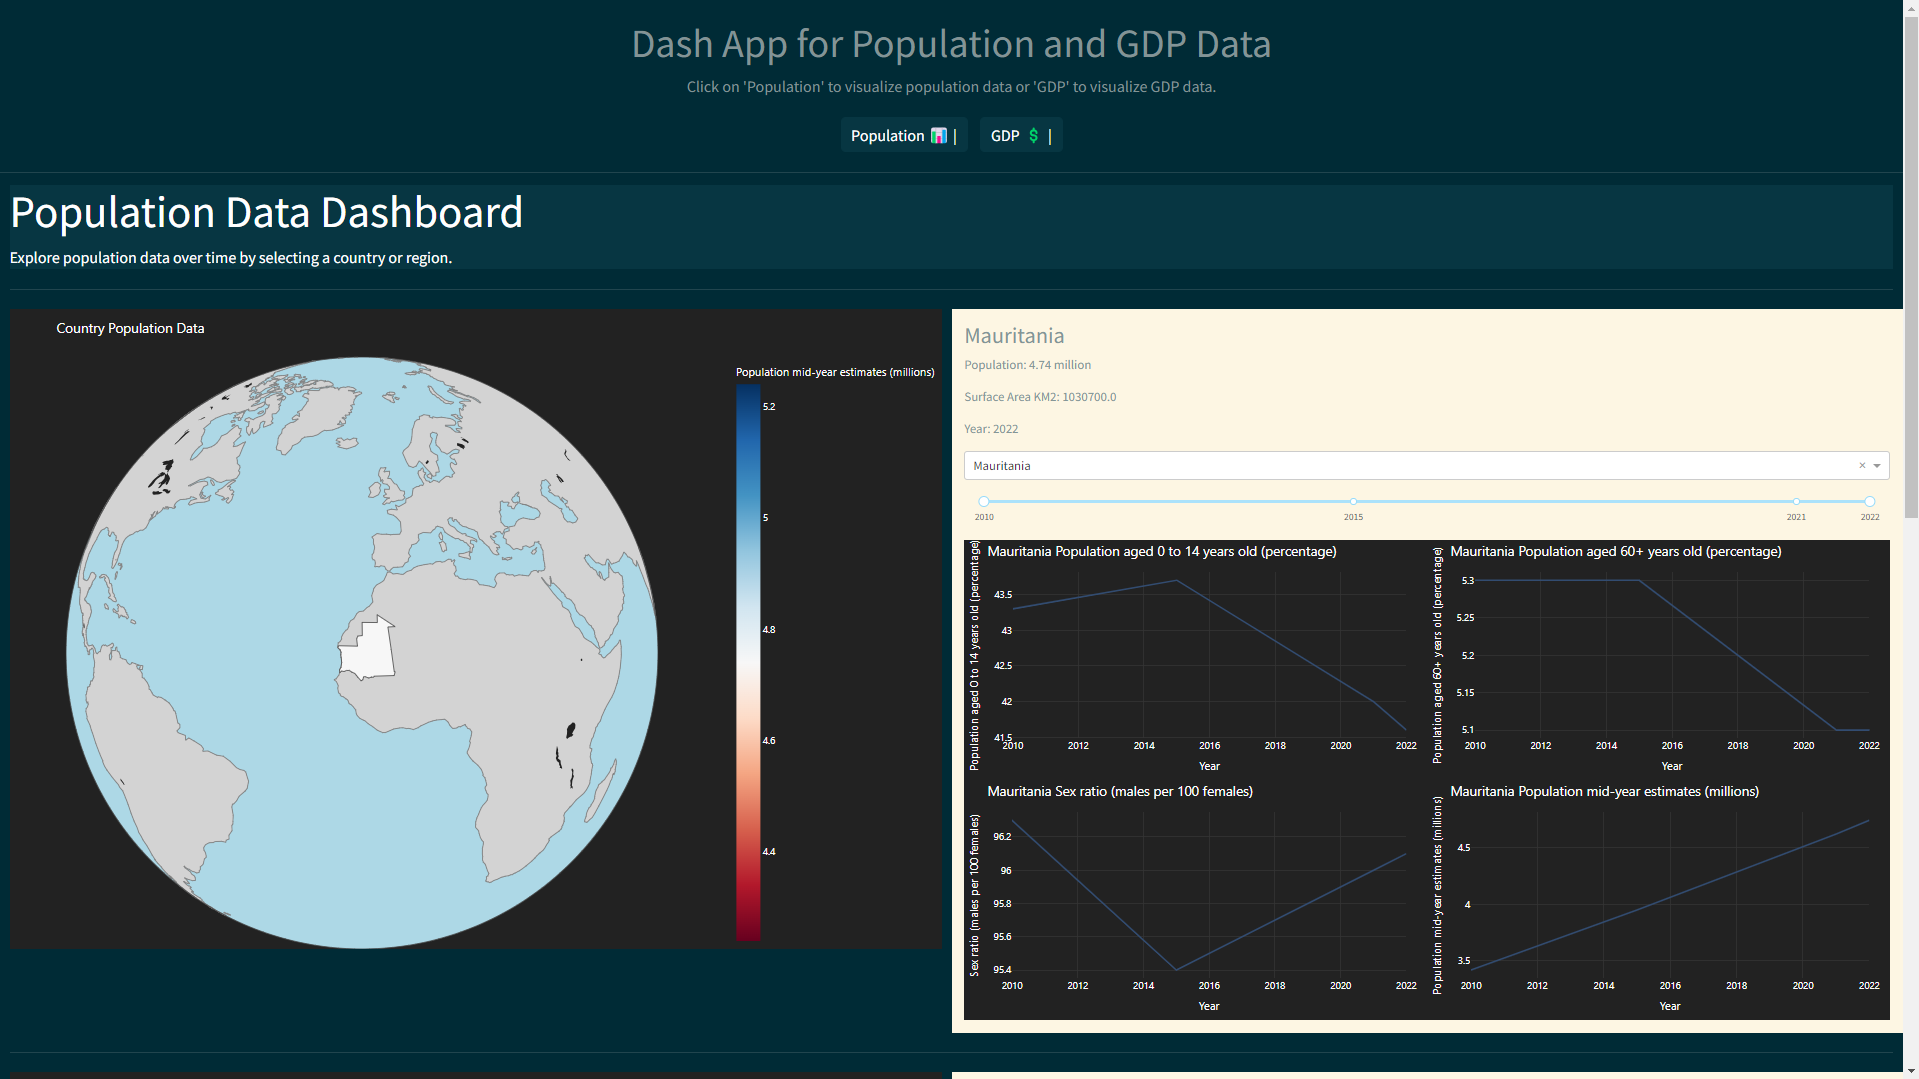 Dash App for Population and GDP Data
Click on 'Population' to visualize population data or 'GDP' to visualize GDP data.
Population 📊 |
GDP 💲 |
Population Data Dashboard
Explore population data over time by selecting a country or region.
Country Population Data
Population mid-year estimates (millions)
5.2
5
4.8
4.6
4.4
Mauritania
Population: 4.74 million
Surface Area KM2: 1030700.0
Year: 2022
Mauritania × 
2010 2015 2021 2022
Mauritania Population aged 0 to 14 years old (percentage)
Population aged 0 to 14 years old (percentage)
43.5
43
42.5
42
41.5
2010 2012 2014 2016 2018 2020 2022
Year
Mauritania Population aged 60+ years old (percentage)
Population aged 60+ years old (percentage)
5.3
5.25
5.2
5.15
5.1
2010 2012 2014 2016 2018 2020 2022
Year
Mauritania Sex ratio (males per 100 females)
Sex ratio (males per 100 females)
96.2
96
95.8
95.6
95.4
2010 2012 2014 2016 2018 2020 2022
Year
Mauritania Population mid-year estimates (millions)
Population mid-year estimates (millions)
4.5
4
3.5
2010 2012 2014 2016 2018 2020 2022
Year